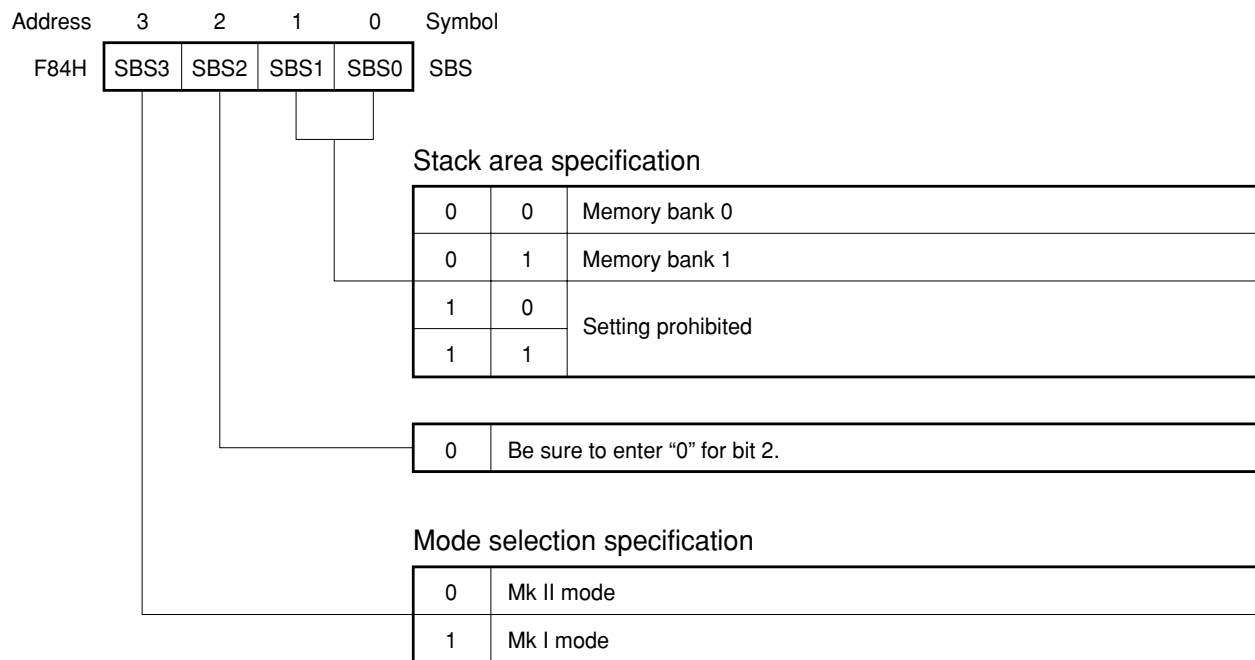 Address 3 2 1 0 Symbol
F84H SBS3 SBS2 SBS1 SBS0 SBS
Stack area specification
0 0 Memory bank 0
0 1 Memory bank 1
1 0 Setting prohibited
1 1
0 Be sure to enter “0” for bit 2.
Mode selection specification
0 Mk II mode
1 Mk I mode